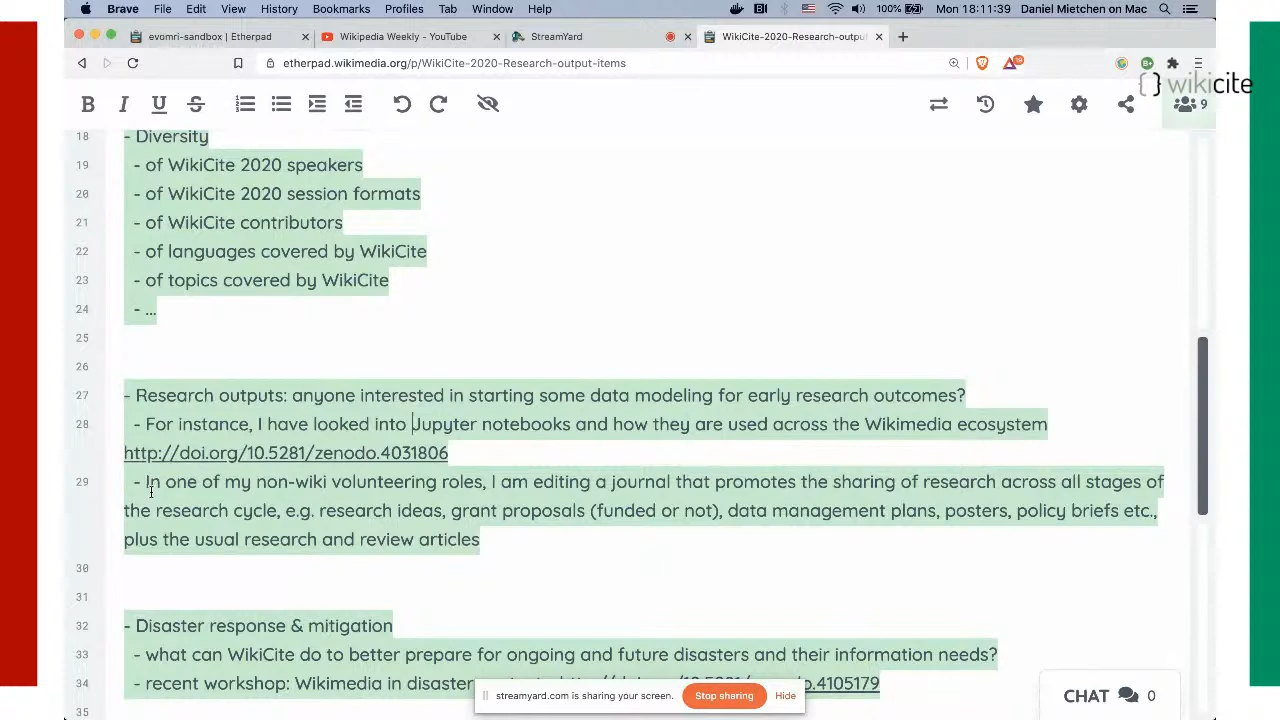 Brave File Edit View History Bookmarks Profiles Tab Window Help 100% Mon 18:11:39 Daniel Mietchen on Mac
evomri-sandbox | Etherpad Wikipedia Weekly - YouTube StreamYard WikiCite-2020-Research-outpu
etherpad.wikimedia.org/p/WikiCite-2020-Research-output-items
{ } wikicite
9
18 - Diversity
19 - of WikiCite 2020 speakers
20 - of WikiCite 2020 session formats
21 - of WikiCite contributors
22 - of languages covered by WikiCite
23 - of topics covered by WikiCite
24 - ...
25
26
27 - Research outputs: anyone interested in starting some data modeling for early research outcomes?
28 - For instance, I have looked into Jupyter notebooks and how they are used across the Wikimedia ecosystem
http://doi.org/10.5281/zenodo.4031806
29 - In one of my non-wiki volunteering roles, I am editing a journal that promotes the sharing of research across all stages of
the research cycle, e.g. research ideas, grant proposals (funded or not), data management plans, posters, policy briefs etc.,
plus the usual research and review articles
30
31
32 - Disaster response & mitigation
33 - what can WikiCite do to better prepare for ongoing and future disasters and their information needs?
34 - recent workshop: Wikimedia in disaster .4105179
35
streamyard.com is sharing your screen. Stop sharing Hide
CHAT 0